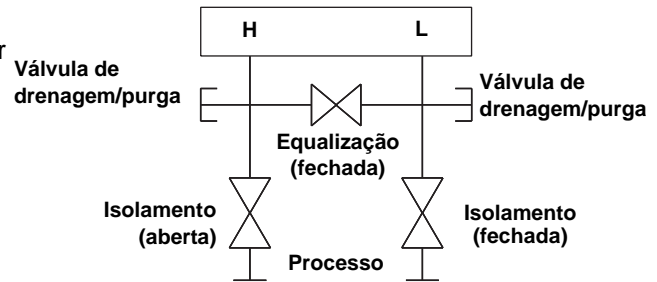 H L
r
Válvula de
drenagem/purga
Válvula de
drenagem/purga
Equalização
(fechada)
Isolamento
(aberta)
Isolamento
(fechada)
Processo